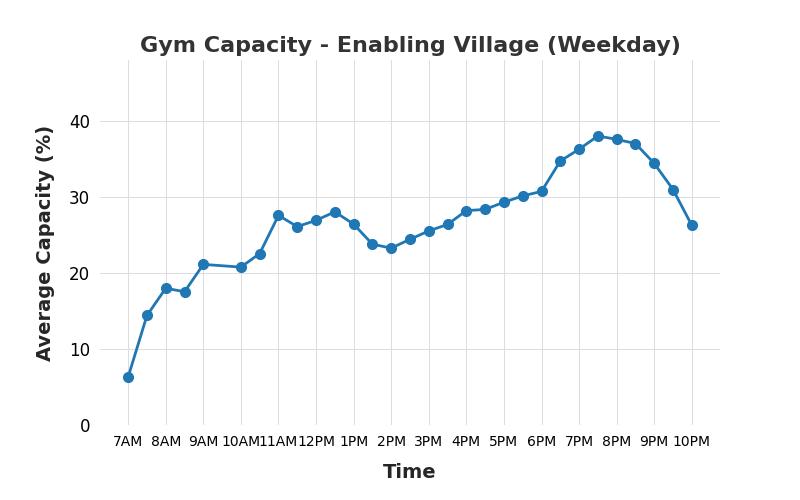 Gym Capacity - Enabling Village (Weekday)
Average Capacity (%)
40
30
20
10
0
7AM 8AM 9AM 10AM 11AM 12PM 1PM 2PM 3PM 4PM 5PM 6PM 7PM 8PM 9PM 10PM
Time